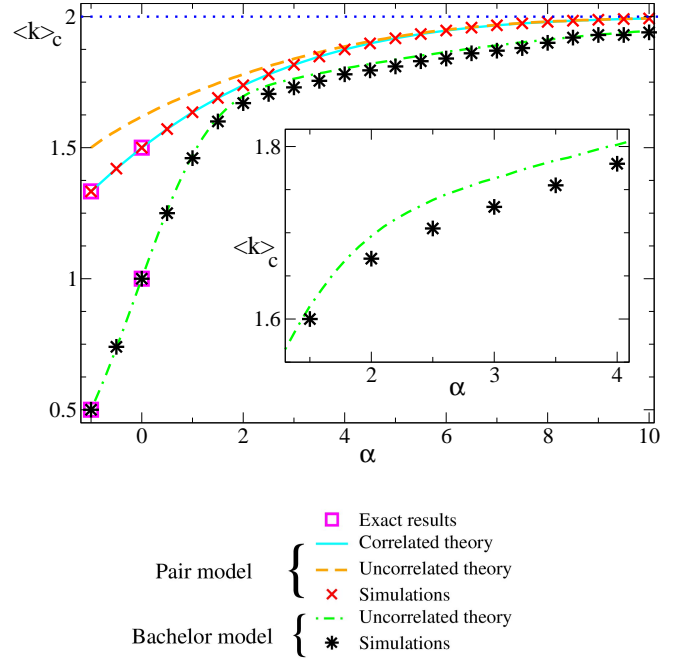 2
<k>c
1.5
1
0.5
0
2
4
6
8
10
α
1.8
<k>c
1.6
2
3
4
α
Exact results
Correlated theory
Pair model
{
Uncorrelated theory
Simulations
Uncorrelated theory
Bachelor model
{
Simulations